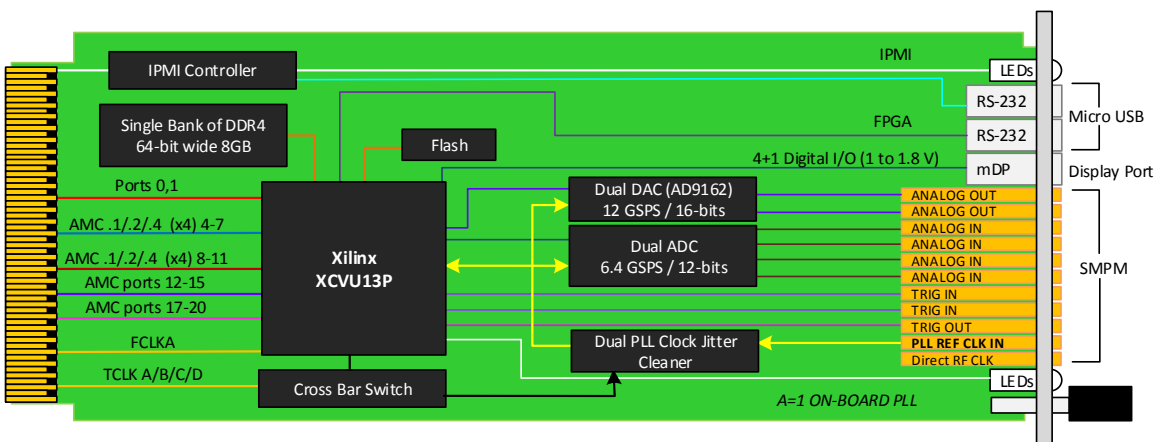 IPMI
IPMI Controller
LEDs
RS-232
Micro USB
Single Bank of DDR4
64-bit wide 8GB
FPGA
RS-232
Flash
4+1 Digital I/O (1 to 1.8 V)
mDP
Display Port
Ports 0,1
Xilinx
XCVU13P
Dual DAC (AD9162)
12 GSPS / 16-bits
ANALOG OUT
ANALOG OUT
AMC .1/.2/.4 (x4) 4-7
ANALOG IN
Dual ADC
6.4 GSPS / 12-bits
ANALOG IN
AMC .1/.2/.4 (x4) 8-11
ANALOG IN
SMPM
AMC ports 12-15
ANALOG IN
TRIG IN
AMC ports 17-20
TRIG IN
TRIG OUT
FCLKA
Dual PLL Clock Jitter
Cleaner
PLL REF CLK IN
Direct RF CLK
TCLK A/B/C/D
Cross Bar Switch
LEDs
A=1 ON-BOARD PLL